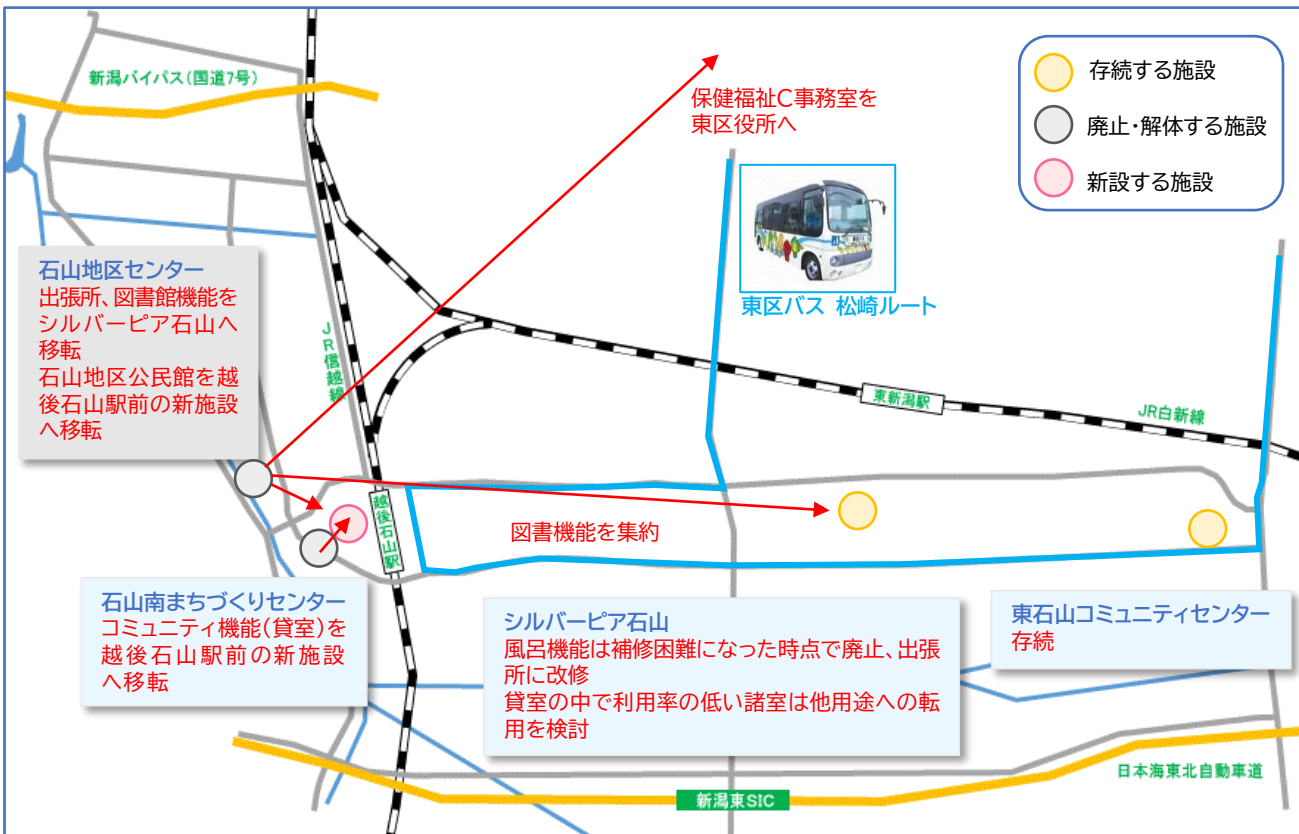 新潟バイパス(国道7号)
保健福祉C事務室を
東区役所へ
存続する施設
廃止・解体する施設
新設する施設
石山地区センター
出張所、図書館機能を
シルバーピア石山へ
移転
石山地区公民館を越
後石山駅前の新施設
へ移転
JR信越線
東区バス 松崎ルート
東新潟駅
JR白新線
越後石山駅
図書機能を集約
石山南まちづくりセンター
コミュニティ機能(貸室)を
越後石山駅前の新施設
へ移転
シルバーピア石山
風呂機能は補修困難になった時点で廃止、出張
所に改修
貸室の中で利用率の低い諸室は他用途への転
用を検討
東石山コミュニティセンター
存続
日本海東北自動車道
新潟東SIC